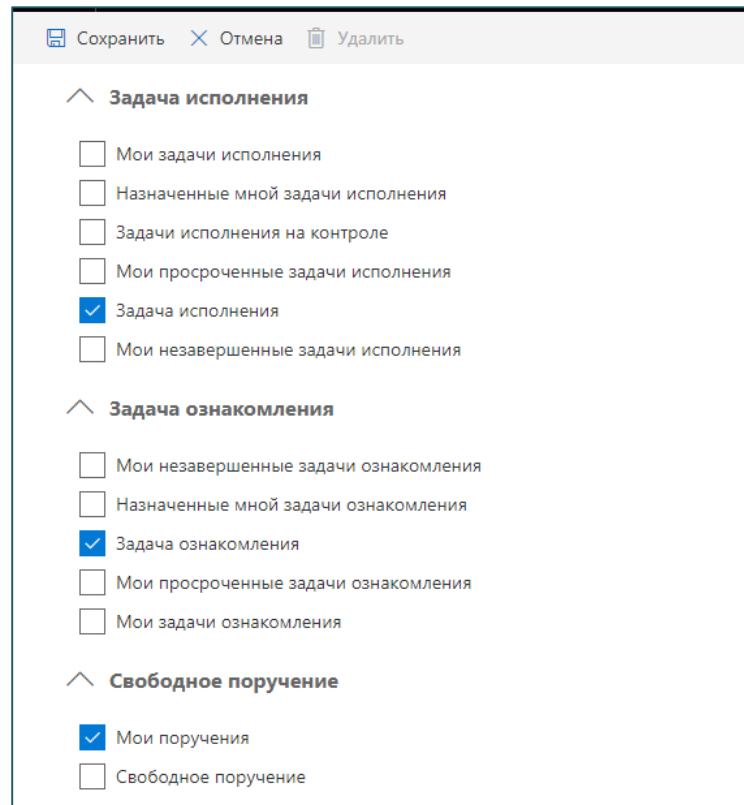 Сохранить Отмена Удалить
Задача исполнения
Мои задачи исполнения
Назначенные мной задачи исполнения
Задачи исполнения на контроле
Мои просроченные задачи исполнения
Задача исполнения
Мои незавершенные задачи исполнения
Задача ознакомления
Мои незавершенные задачи ознакомления
Назначенные мной задачи ознакомления
Задача ознакомления
Мои просроченные задачи ознакомления
Мои задачи ознакомления
Свободное поручение
Мои поручения
Свободное поручение